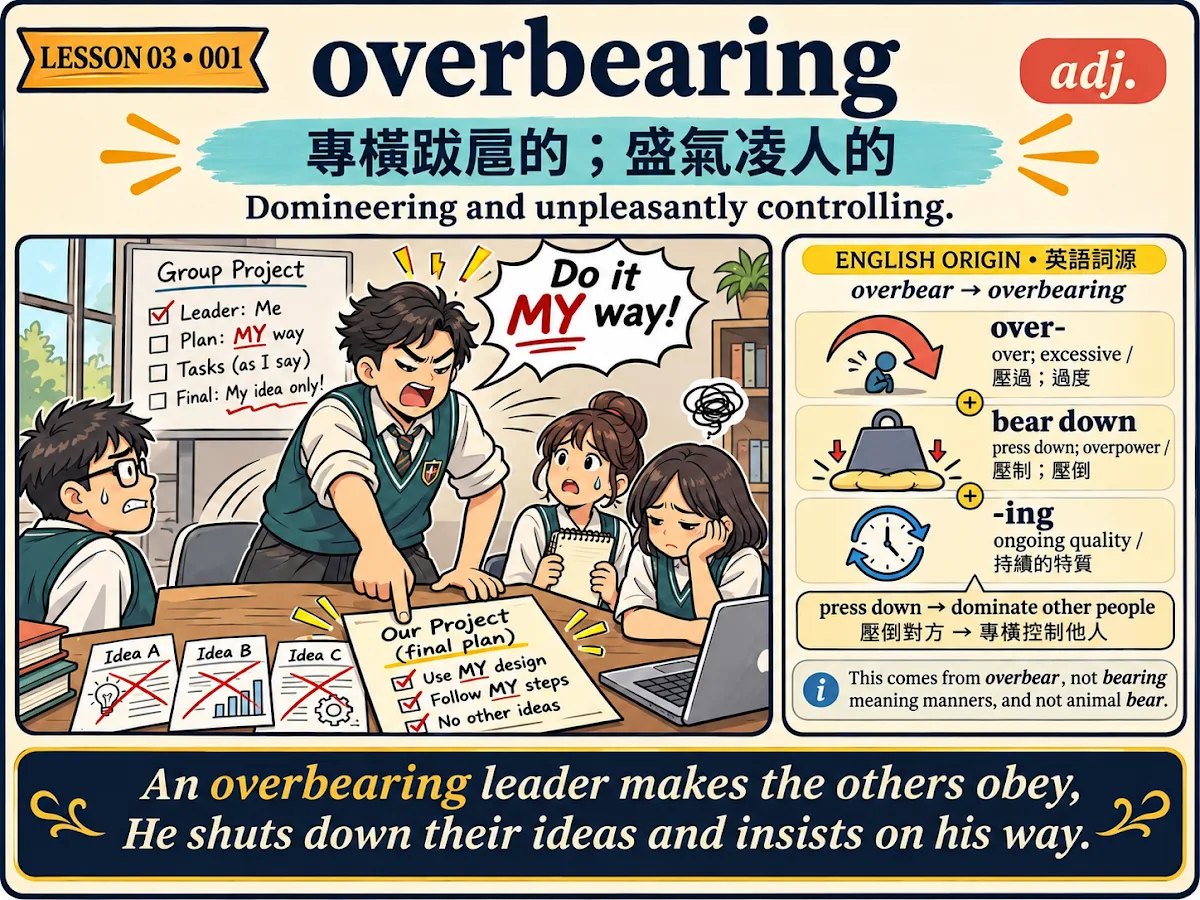 LESSON 03 • 001
overbearing
adj.
專橫跋扈的；盛氣凌人的
Domineering and unpleasantly controlling.
Group Project
Leader: Me
Plan: MY way
Tasks (as I say)
Final: My idea only!
Do it
MY way!
Idea A
Idea B
Idea C
Our Project
(final plan)
Use MY design
Follow MY steps
No other ideas
ENGLISH ORIGIN • 英語詞源
overbear → overbearing
over-
over; excessive /
壓過；過度
+
bear down
press down; overpower /
壓制；壓倒
+
-ing
ongoing quality /
持續的特質
press down → dominate other people
壓倒對方 → 專橫控制他人
i
This comes from overbear, not bearing
meaning manners, and not animal bear.
An overbearing leader makes the others obey,
He shuts down their ideas and insists on his way.